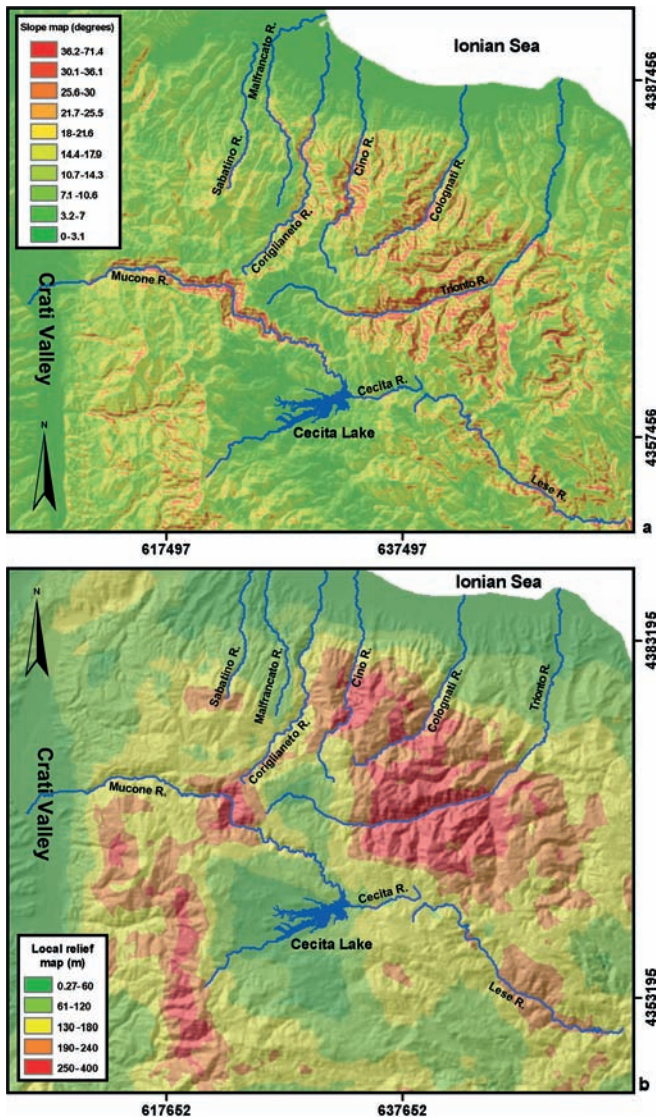 Slope map (degrees)
36.2-71.4
30.1-36.1
25.6-30
21.7-25.5
18-21.6
14.4-17.9
10.7-14.3
7.1-10.6
3.2-7
0-3.1
Ionian Sea
4387456
Malfrancato R.
Sabatino R.
Coriglianeto R.
Cino R.
Colognati R.
Trionto R.
Mucone R.
Crati Valley
Cecita R.
Cecita Lake
Lese R.
4357456
N
a
617497
637497
Ionian Sea
N
4383195
Sabatino R.
Malfrancato R.
Coriglianeto R.
Cino R.
Colognati R.
Trionto R.
Crati Valley
Mucone R.
Cecita R.
Cecita Lake
Lese R.
4353195
Local relief
map (m)
0.27-60
61-120
130-180
190-240
250-400
b
617652
637652